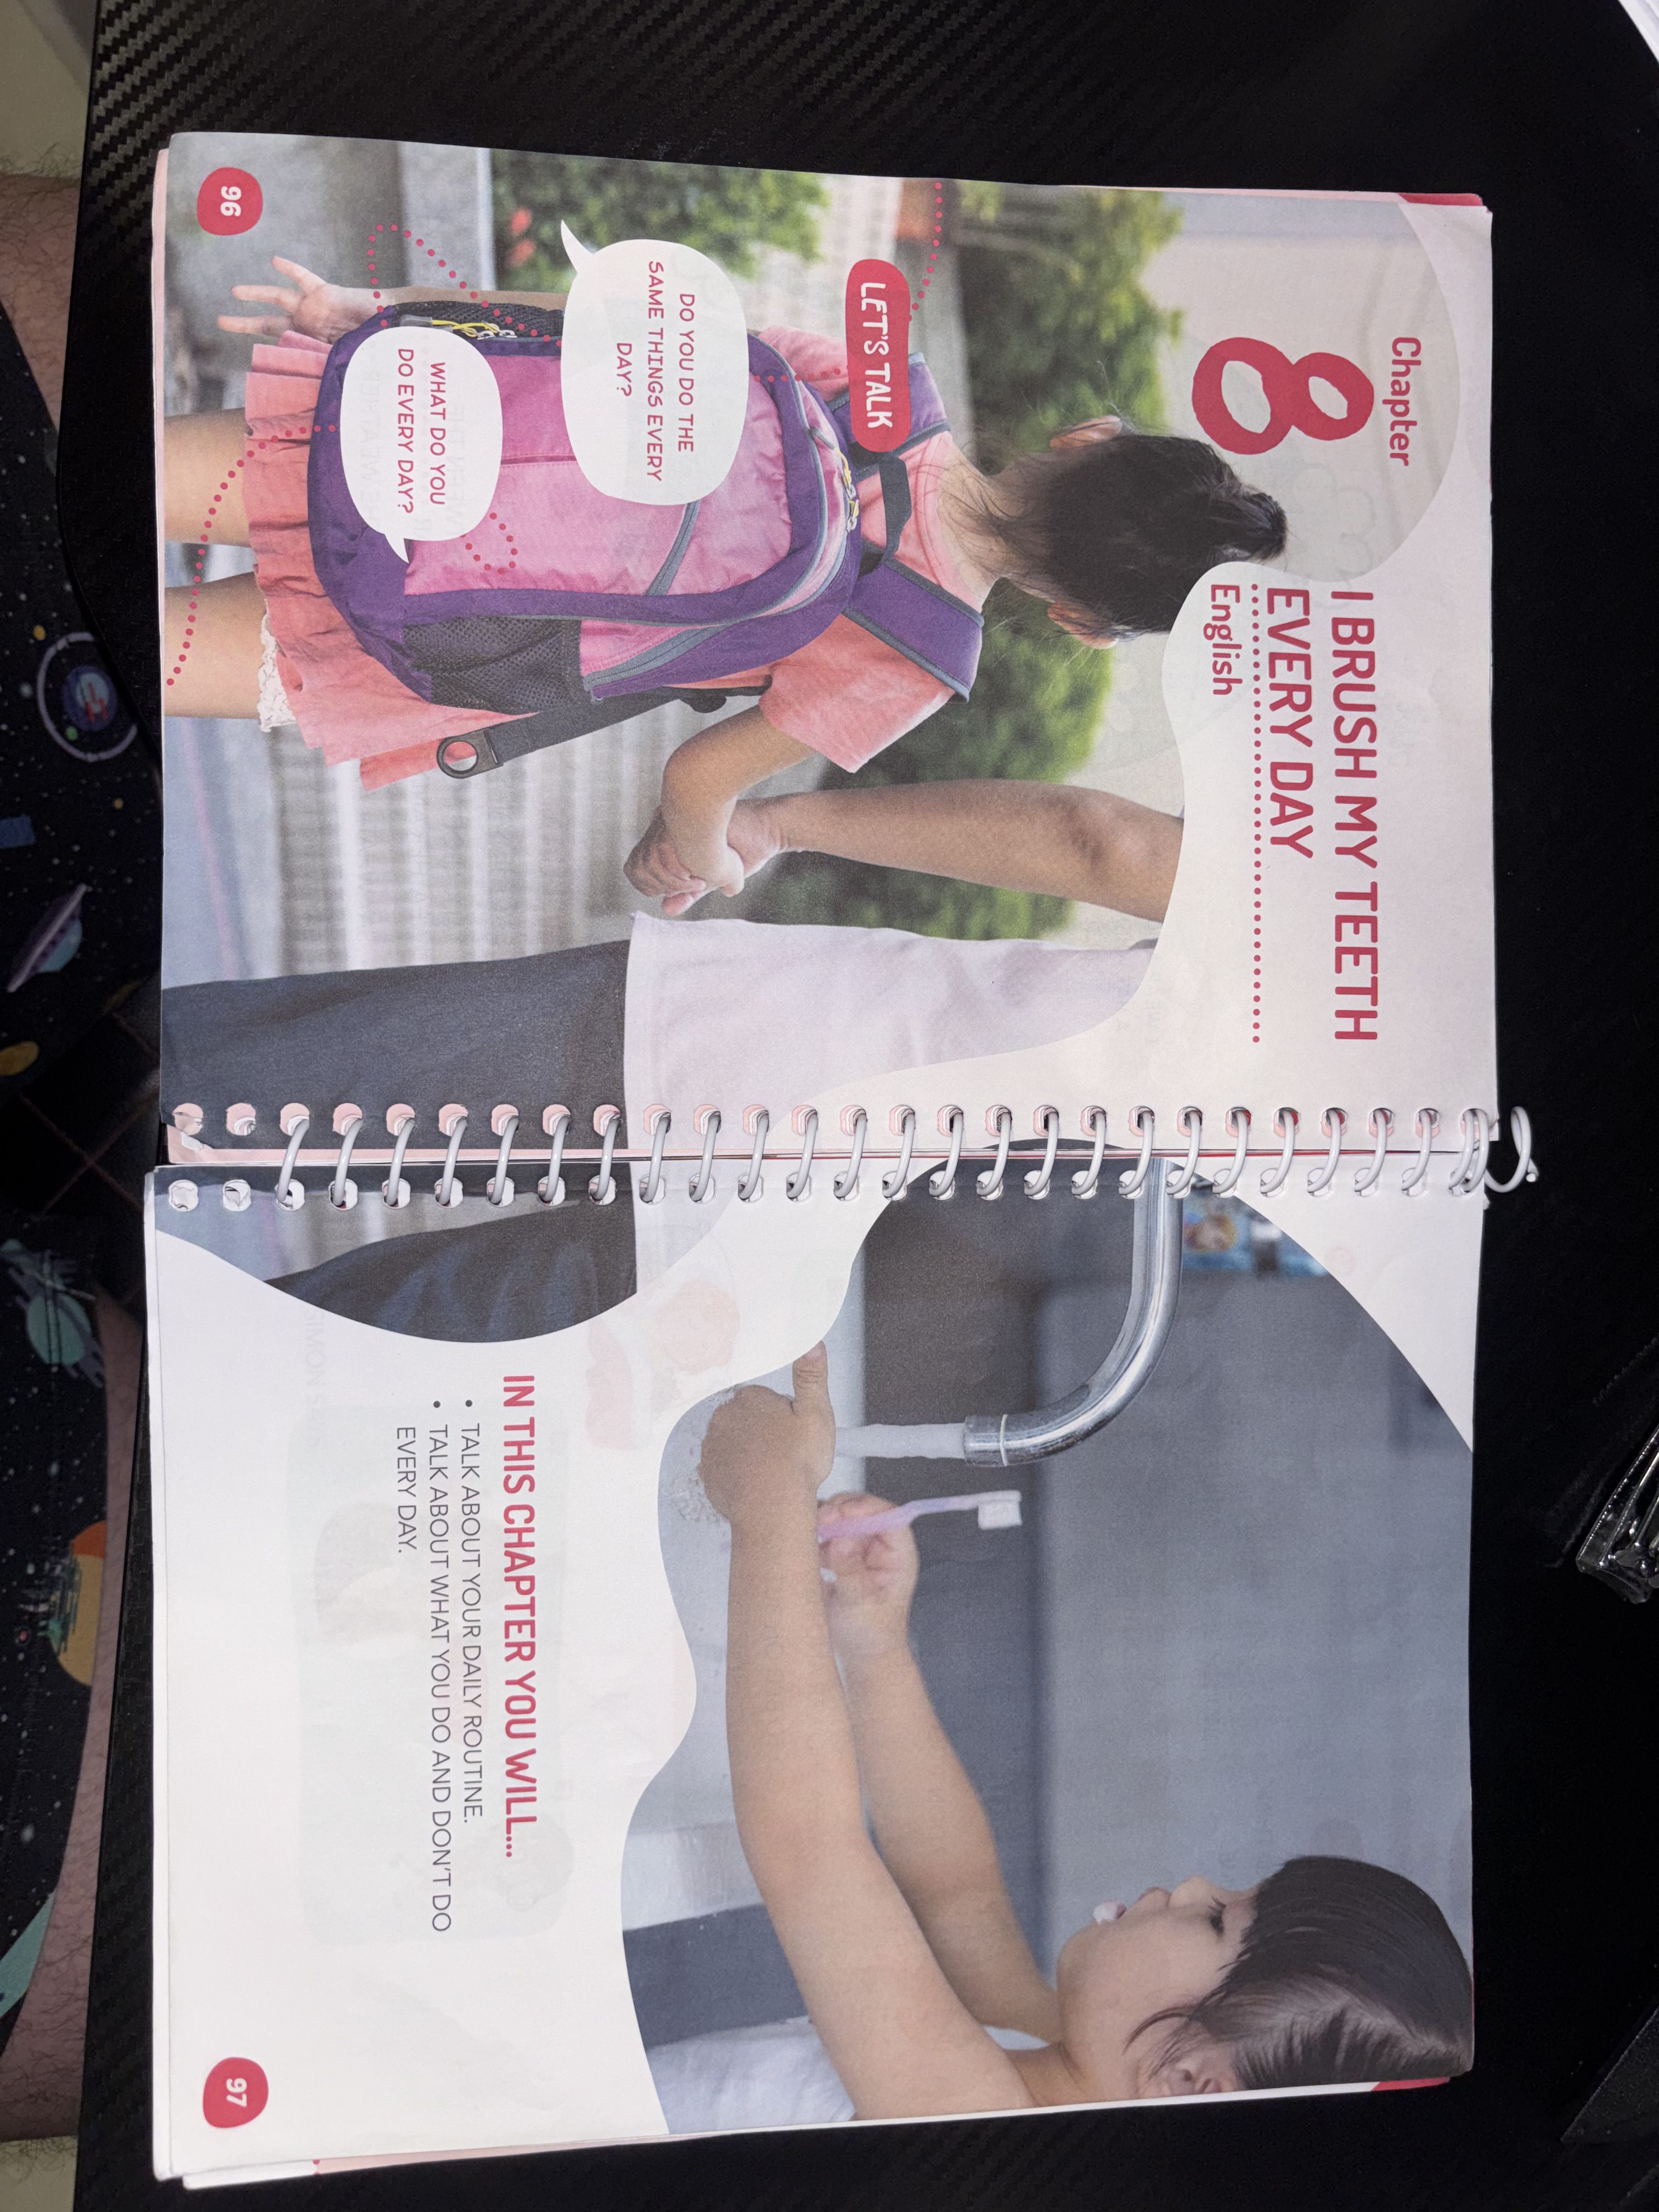 Chapter
8
I BRUSH MY TEETH
EVERY DAY
English
LET'S TALK
DO YOU DO THE
SAME THINGS EVERY
DAY?
WHAT DO YOU
DO EVERY DAY?
96
IN THIS CHAPTER YOU WILL...
• TALK ABOUT YOUR DAILY ROUTINE.
• TALK ABOUT WHAT YOU DO AND DON'T DO
EVERY DAY.
97